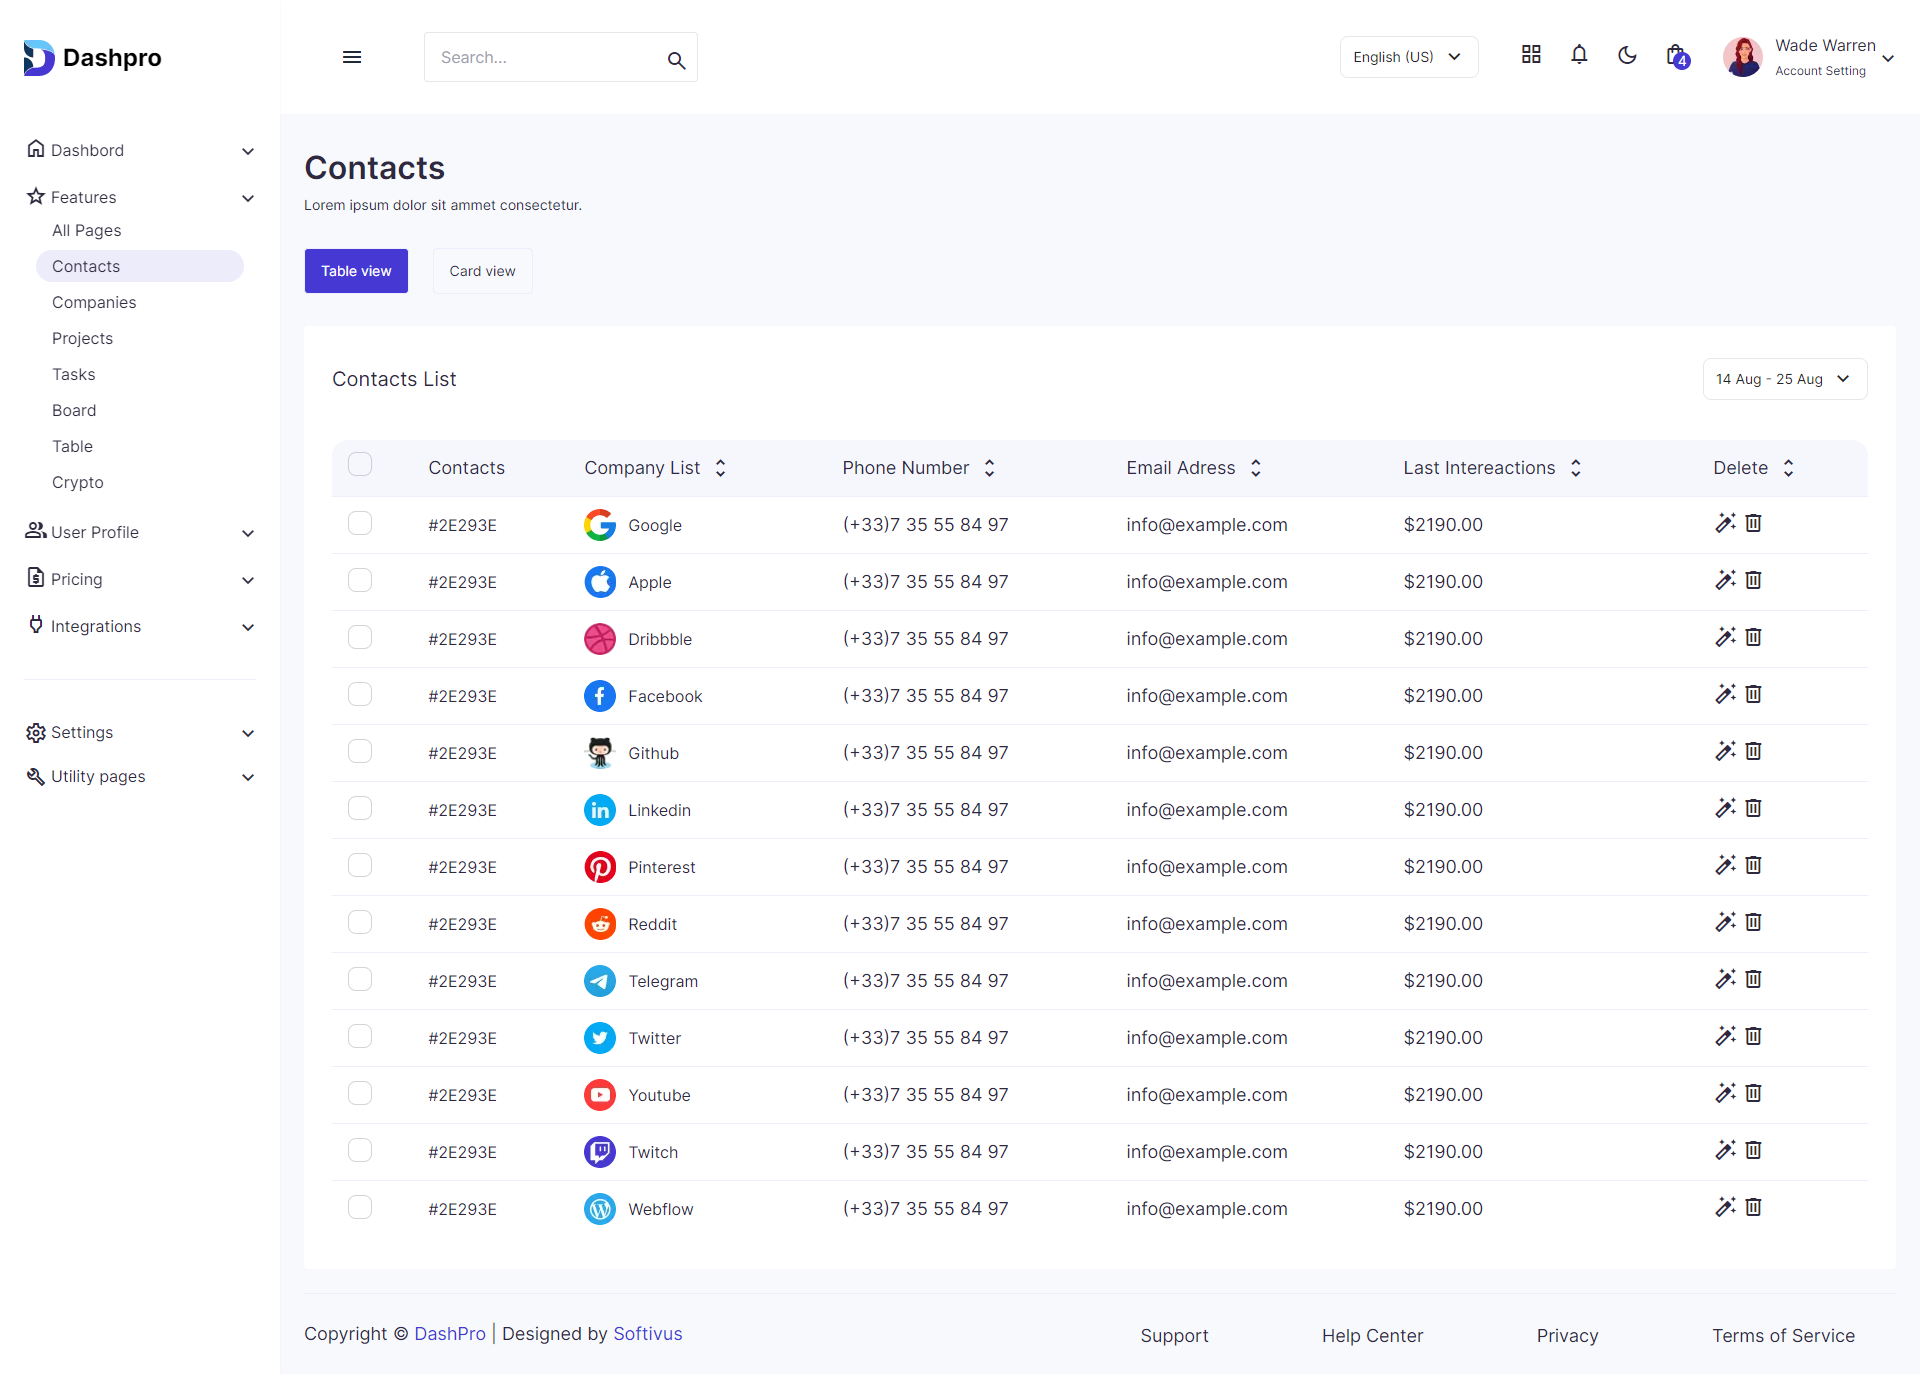 Dashpro
Search...
English (US)
4
Wade Warren
Account Setting
Dashbord
Features
All Pages
Contacts
Companies
Projects
Tasks
Board
Table
Crypto
User Profile
Pricing
Integrations
Settings
Utility pages
Contacts
Lorem ipsum dolor sit ammet consectetur.
Table view Card view
Contacts List
14 Aug - 25 Aug
Contacts Company List Phone Number Email Adress Last Intereactions Delete
#2E293E Google (+33)7 35 55 84 97 info@example.com $2190.00
#2E293E Apple (+33)7 35 55 84 97 info@example.com $2190.00
#2E293E Dribbble (+33)7 35 55 84 97 info@example.com $2190.00
#2E293E Facebook (+33)7 35 55 84 97 info@example.com $2190.00
#2E293E Github (+33)7 35 55 84 97 info@example.com $2190.00
#2E293E Linkedin (+33)7 35 55 84 97 info@example.com $2190.00
#2E293E Pinterest (+33)7 35 55 84 97 info@example.com $2190.00
#2E293E Reddit (+33)7 35 55 84 97 info@example.com $2190.00
#2E293E Telegram (+33)7 35 55 84 97 info@example.com $2190.00
#2E293E Twitter (+33)7 35 55 84 97 info@example.com $2190.00
#2E293E Youtube (+33)7 35 55 84 97 info@example.com $2190.00
#2E293E Twitch (+33)7 35 55 84 97 info@example.com $2190.00
#2E293E Webflow (+33)7 35 55 84 97 info@example.com $2190.00
Copyright © DashPro | Designed by Softivus
Support Help Center Privacy Terms of Service